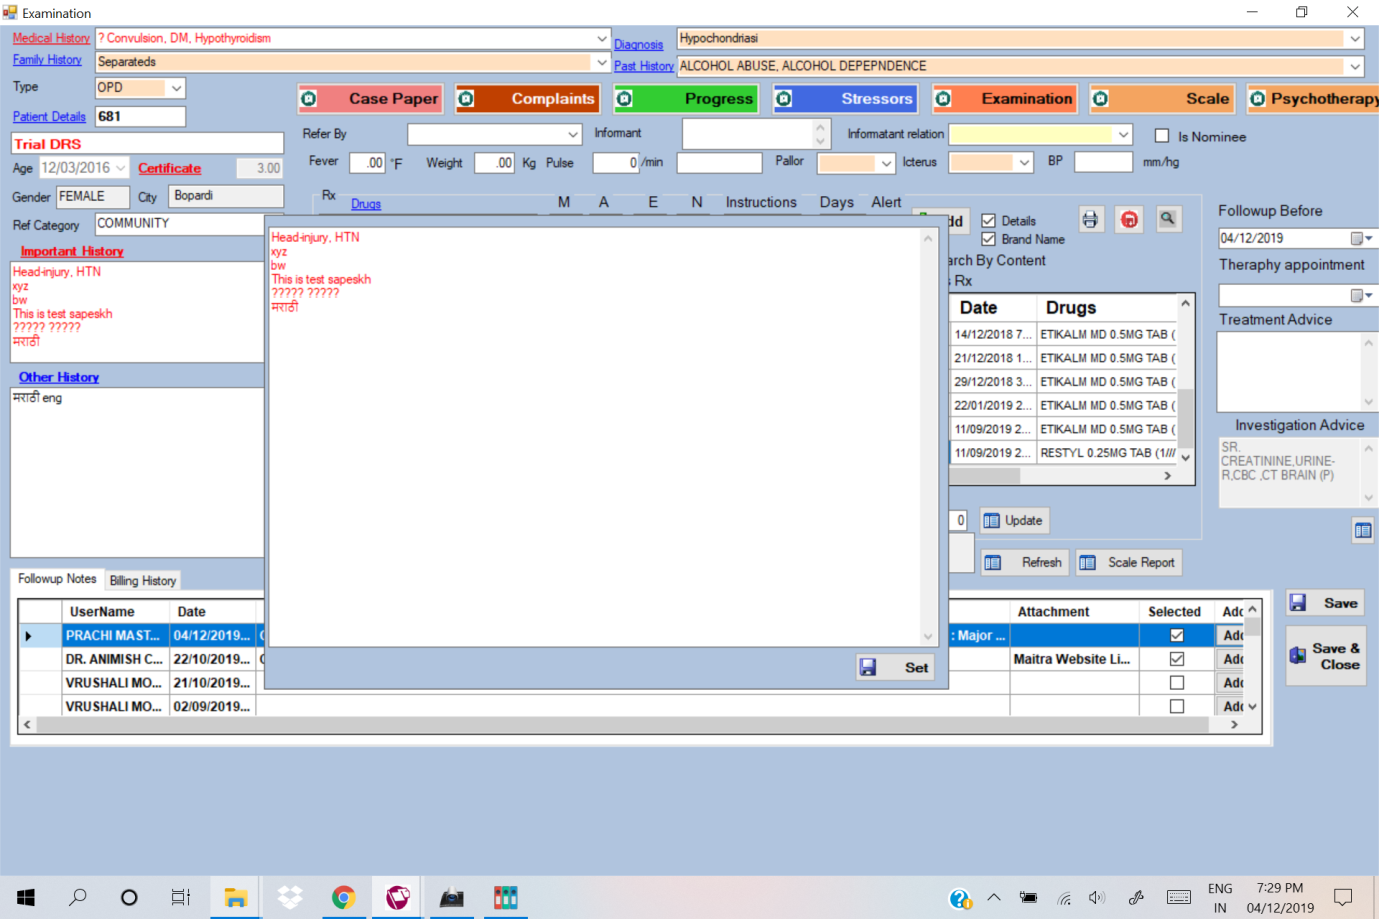 Examination
Medical History ? Convulsion, DM, Hypothyroidism
Diagnosis Hypochondriasi
Family History Separateds
Past History ALCOHOL ABUSE, ALCOHOL DEPEPNDENCE
Type OPD
Case Paper Complaints Progress Stressors Examination Scale Psychotherapy
Patient Details 681
Refer By Informant Informatant relation Is Nominee
Trial DRS
Age 12/03/2016 Certificate 3.00
Fever .00 °F Weight .00 Kg Pulse 0 /min Pallor Icterus BP mm/hg
Gender FEMALE City Bopardi
Rx Drugs M A E N Instructions Days Alert
Ref Category COMMUNITY
Details
Brand Name
arch By Content
Rx
Followup Before
04/12/2019
Theraphy appointment
Treatment Advice
Important History
Head-injury, HTN
xyz
bw
This is test sapeskh
????? ?????
मराठी
Other History
मराठी eng
Head-injury, HTN
xyz
bw
This is test sapeskh
????? ?????
मराठी
Set
Date Drugs
14/12/2018 7... ETIKALM MD 0.5MG TAB (
21/12/2018 1... ETIKALM MD 0.5MG TAB (
29/12/2018 3... ETIKALM MD 0.5MG TAB (
22/01/2019 2... ETIKALM MD 0.5MG TAB (
11/09/2019 2... ETIKALM MD 0.5MG TAB (
11/09/2019 2... RESTYL 0.25MG TAB (1///
Investigation Advice
SR.
CREATININE,URINE-
R,CBC ,CT BRAIN (P)
0 Update
Refresh Scale Report
Followup Notes Billing History
UserName Date Attachment Selected Adc
PRACHI MAST... 04/12/2019... : Major ... Adc
DR. ANIMISH C... 22/10/2019... Maitra Website Li... Adc
VRUSHALI MO... 21/10/2019... Adc
VRUSHALI MO... 02/09/2019... Adc
Save
Save &
Close
ENG
IN
7:29 PM
04/12/2019